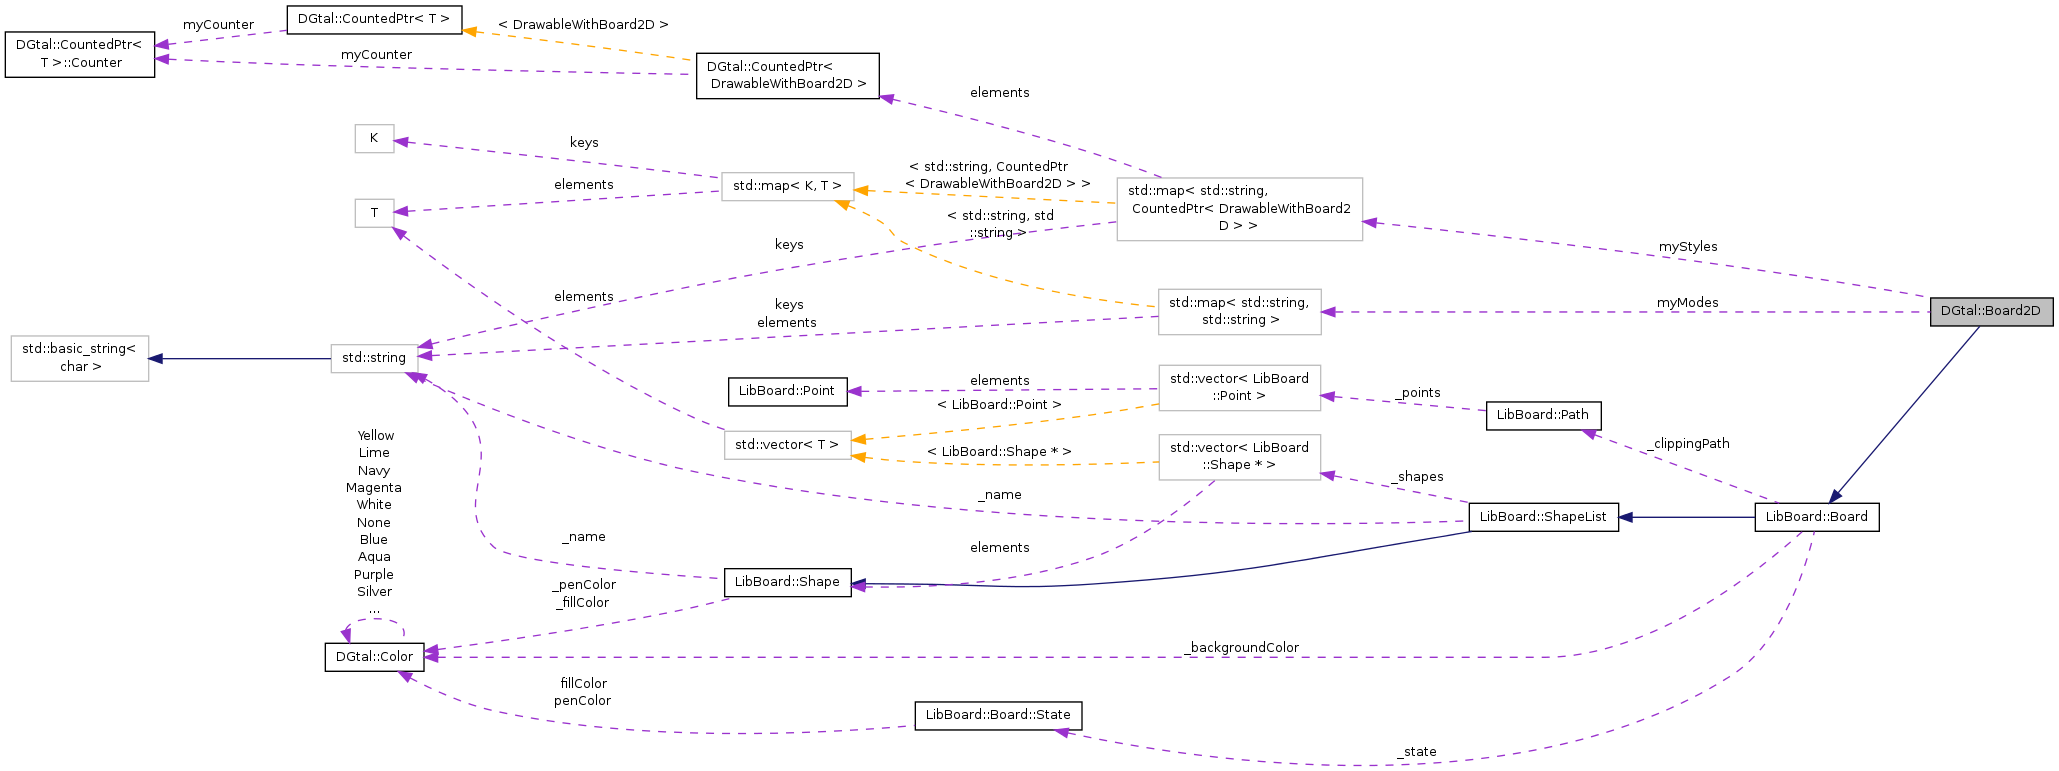 myCounter
DGtal::CountedPtr< T >
< DrawableWithBoard2D >
DGtal::CountedPtr<
T >::Counter
myCounter
DGtal::CountedPtr<
DrawableWithBoard2D >
elements
K
keys
< std::string, CountedPtr
< DrawableWithBoard2D > >
elements
std::map< K, T >
std::map< std::string,
CountedPtr< DrawableWithBoard2
D > >
T
< std::string, std
::string >
keys
myStyles
elements
keys
elements
std::map< std::string,
std::string >
myModes
DGtal::Board2D
std::basic_string<
char >
std::string
LibBoard::Point
elements
< LibBoard::Point >
std::vector< LibBoard
::Point >
_points
LibBoard::Path
std::vector< T >
< LibBoard::Shape * >
std::vector< LibBoard
::Shape * >
_clippingPath
_shapes
Yellow
Lime
Navy
Magenta
White
None
Blue
Aqua
Purple
Silver
...
_name
LibBoard::ShapeList
LibBoard::Board
_name
elements
LibBoard::Shape
_penColor
_fillColor
DGtal::Color
_backgroundColor
fillColor
penColor
LibBoard::Board::State
_state